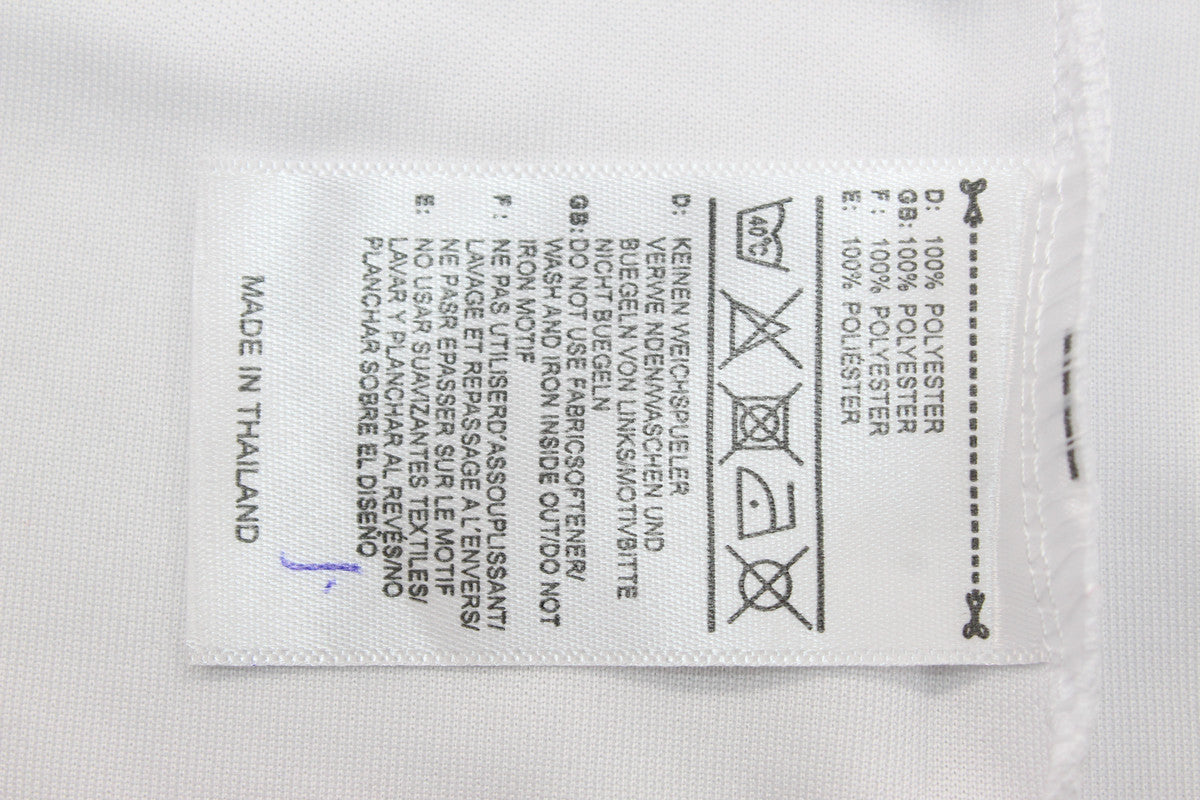 D: 100% POLYESTER
GB: 100% POLYESTER
F: 100% POLYESTER
E: 100% POLIÉSTER
40°C
D: KEINEN WEICHSPUELER
VERWE NDEN/WASCHEN UND
BUEGELN VON LINKS/MOTIV/BITTE
NICHT BUEGELN
GB: DO NOT USE FABRICSOFTENER/
WASH AND IRON INSIDE OUT/DO NOT
IRON MOTIF
F: NE PAS UTILISERD'ASSOUPLISSANT/
LAVAGE ET REPASSAGE A L'ENVERS/
NE PASR EPASSER SUR LE MOTIF
E: NO USAR SUAVIZANTES TEXTILES/
LAVAR Y PLANCHAR AL REVÉS/NO
PLANCHAR SOBRE EL DISEÑO
MADE IN THAILAND